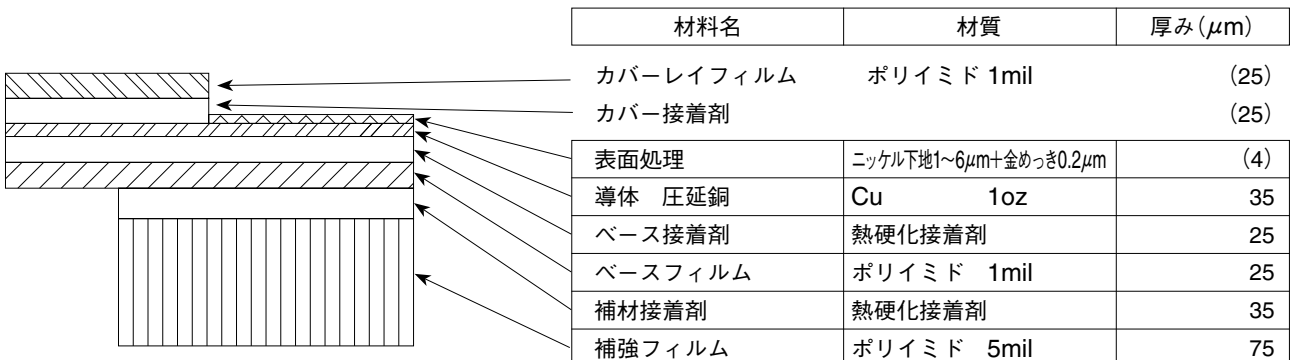 材料名 材質 厚み(μm)
カバーレイフィルム ポリイミド 1mil (25)
カバー接着剤 (25)
表面処理 ニッケル下地1~6μm+金めっき0.2μm (4)
導体 圧延銅 Cu 1oz 35
ベース接着剤 熱硬化接着剤 25
ベースフィルム ポリイミド 1mil 25
補材接着剤 熱硬化接着剤 35
補強フィルム ポリイミド 5mil 75